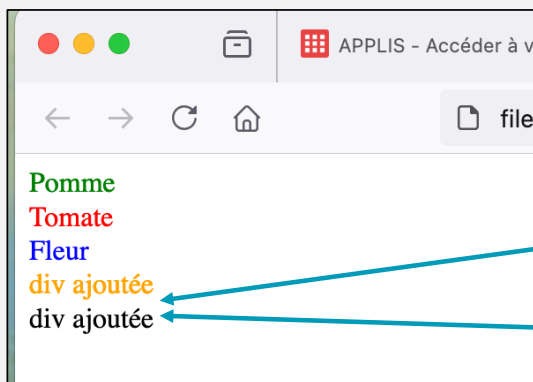 APPLIS - Accéder à v
file
Pomme
Tomate
Fleur
div ajoutée
div ajoutée